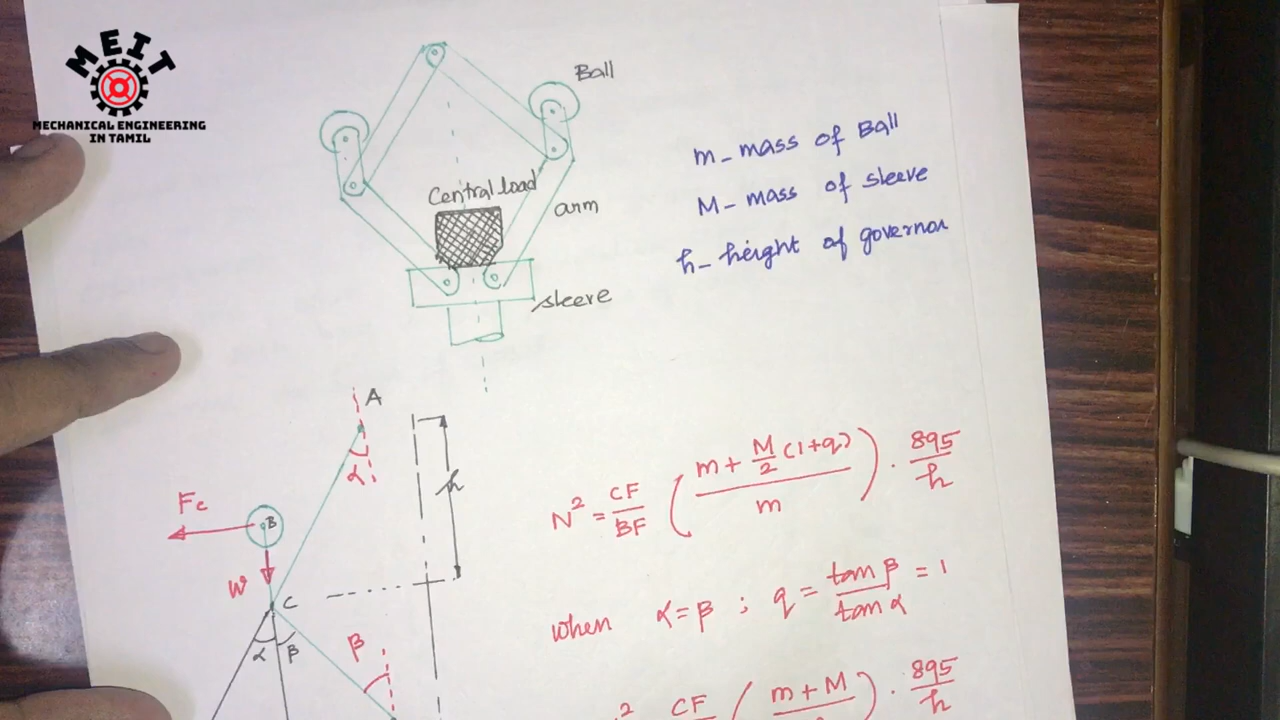 MEIT
MECHANICAL ENGINEERING
IN TAMIL
Ball
Central load
arm
sleeve
m - mass of Ball
M - mass of sleeve
h - height of governor
A
α
h
Fc
B
W
C
α β
β
N² = CF/BF ( (m + M/2 (1+q)) / m ) . 895/h
when α = β ; q = tan β / tan α = 1
2 CF ( m + M ) . 895/h